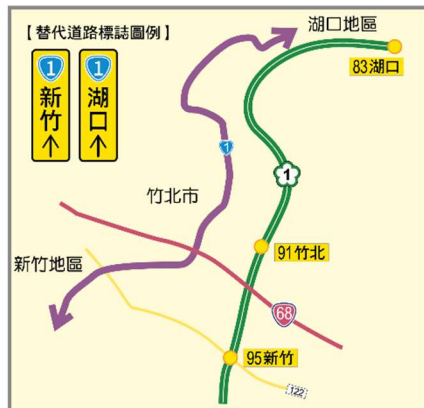 【替代道路標誌圖例】
1
新竹↑
1
湖口↑
湖口地區
83湖口
1
1
竹北市
91竹北
新竹地區
68
95新竹
122